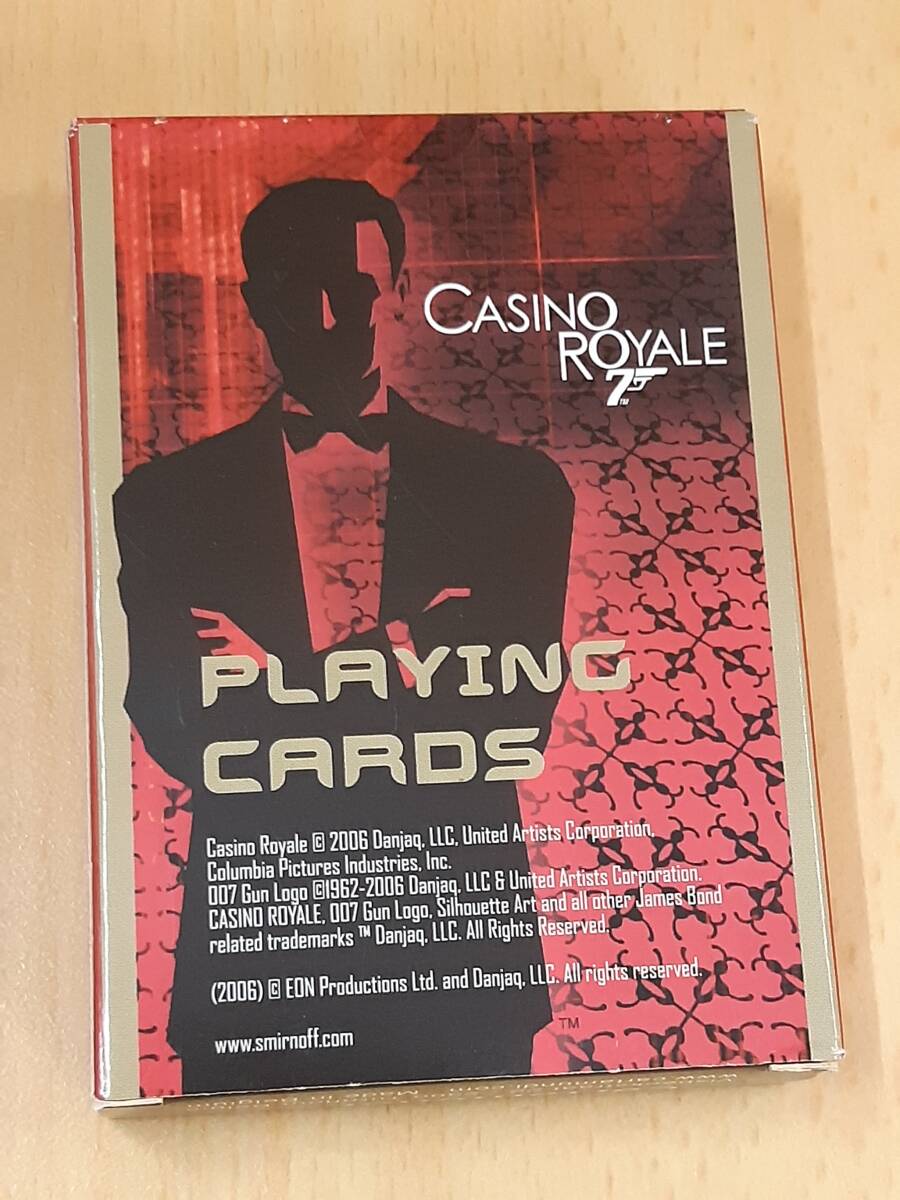 CASINO
ROYALE
007
TM
PLAYING
CARDS
Casino Royale © 2006 Danjaq, LLC, United Artists Corporation,
Columbia Pictures Industries, Inc.
007 Gun Logo ©1962-2006 Danjaq, LLC & United Artists Corporation.
CASINO ROYALE, 007 Gun Logo, Silhouette Art and all other James Bond
related trademarks ™ Danjaq, LLC. All Rights Reserved.
(2006) © EON Productions Ltd. and Danjaq, LLC. All rights reserved.
www.smirnoff.com
TM